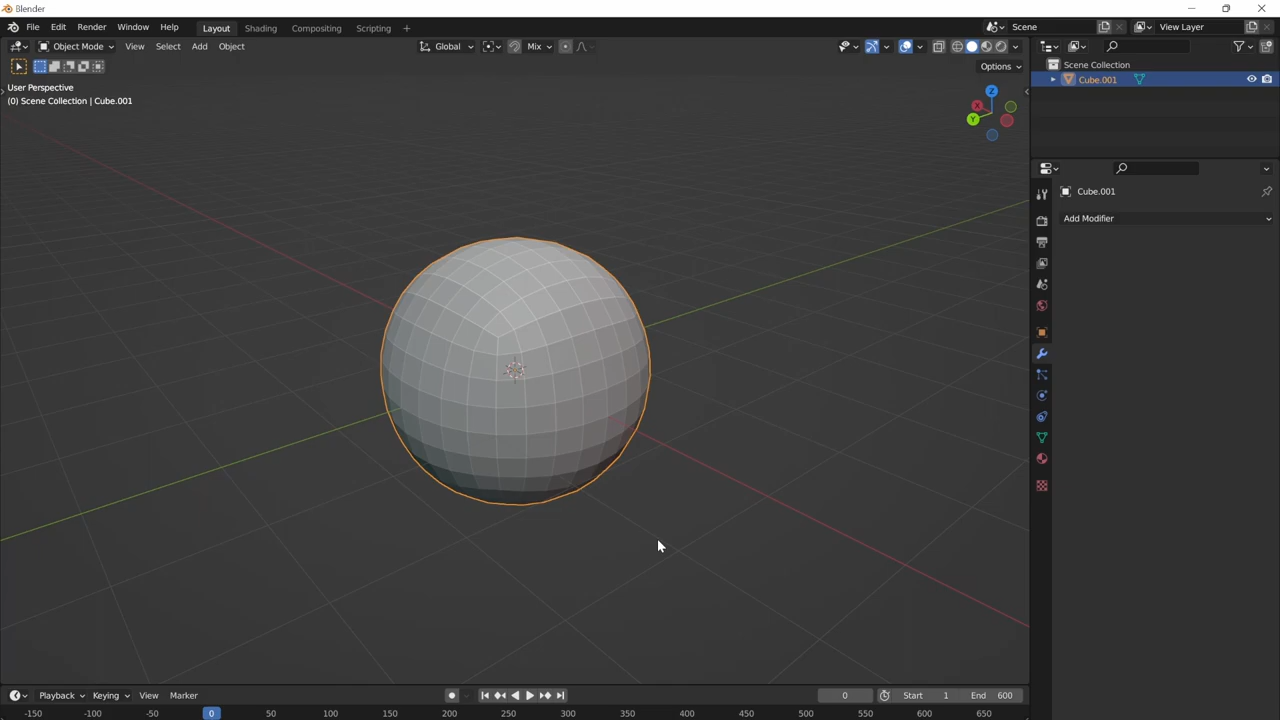 Blender
File Edit Render Window Help Layout Shading Compositing Scripting + Scene View Layer
Object Mode View Select Add Object Global Mix
Options
User Perspective
(0) Scene Collection | Cube.001
Z
X
Y
Scene Collection
Cube.001
Cube.001
Add Modifier
Playback Keying View Marker 0 Start 1 End 600
-150 -100 -50 0 50 100 150 200 250 300 350 400 450 500 550 600 650